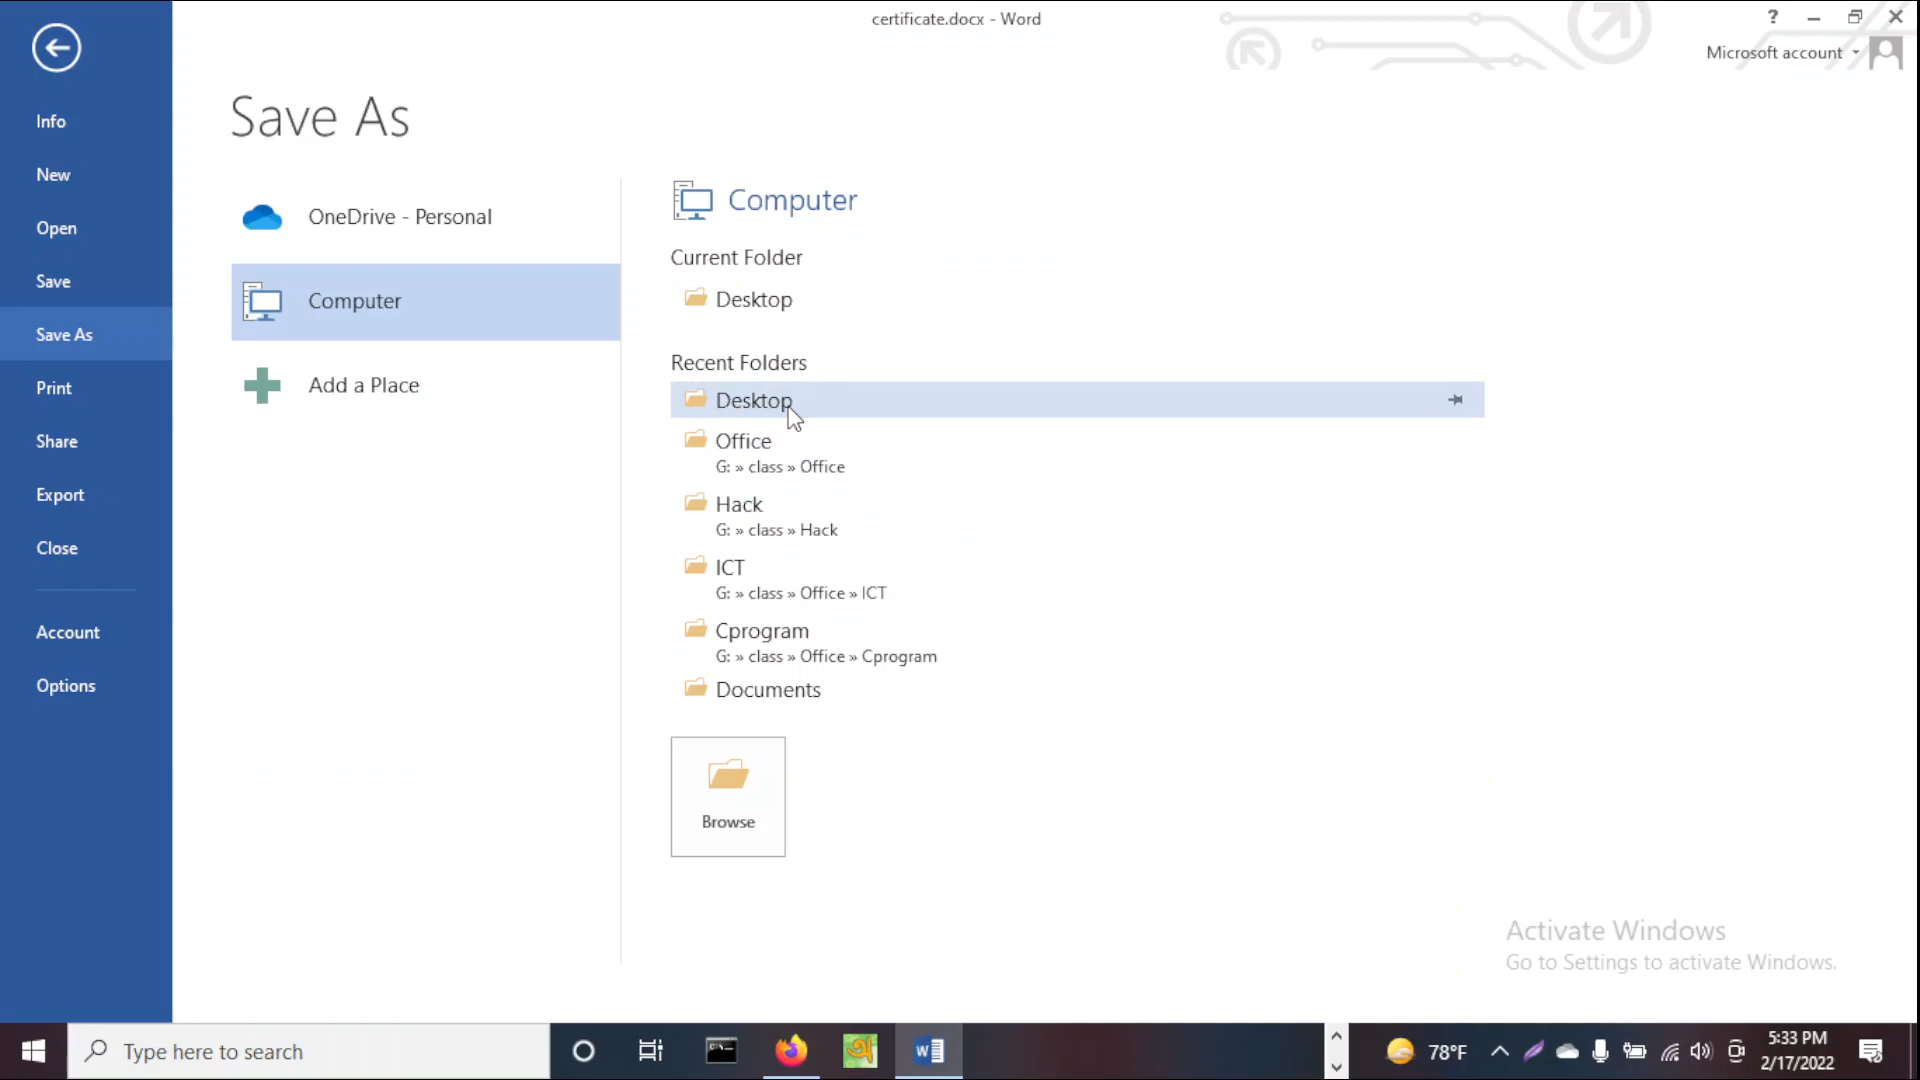 certificate.docx - Word
?
Microsoft account
Info
New
Open
Save
Save As
Print
Share
Export
Close
Account
Options
Save As
OneDrive - Personal
Computer
Add a Place
Computer
Current Folder
Desktop
Recent Folders
Desktop
Office
G: » class » Office
Hack
G: » class » Hack
ICT
G: » class » Office » ICT
Cprogram
G: » class » Office » Cprogram
Documents
Browse
Activate Windows
Go to Settings to activate Windows.
Type here to search
78°F
5:33 PM
2/17/2022